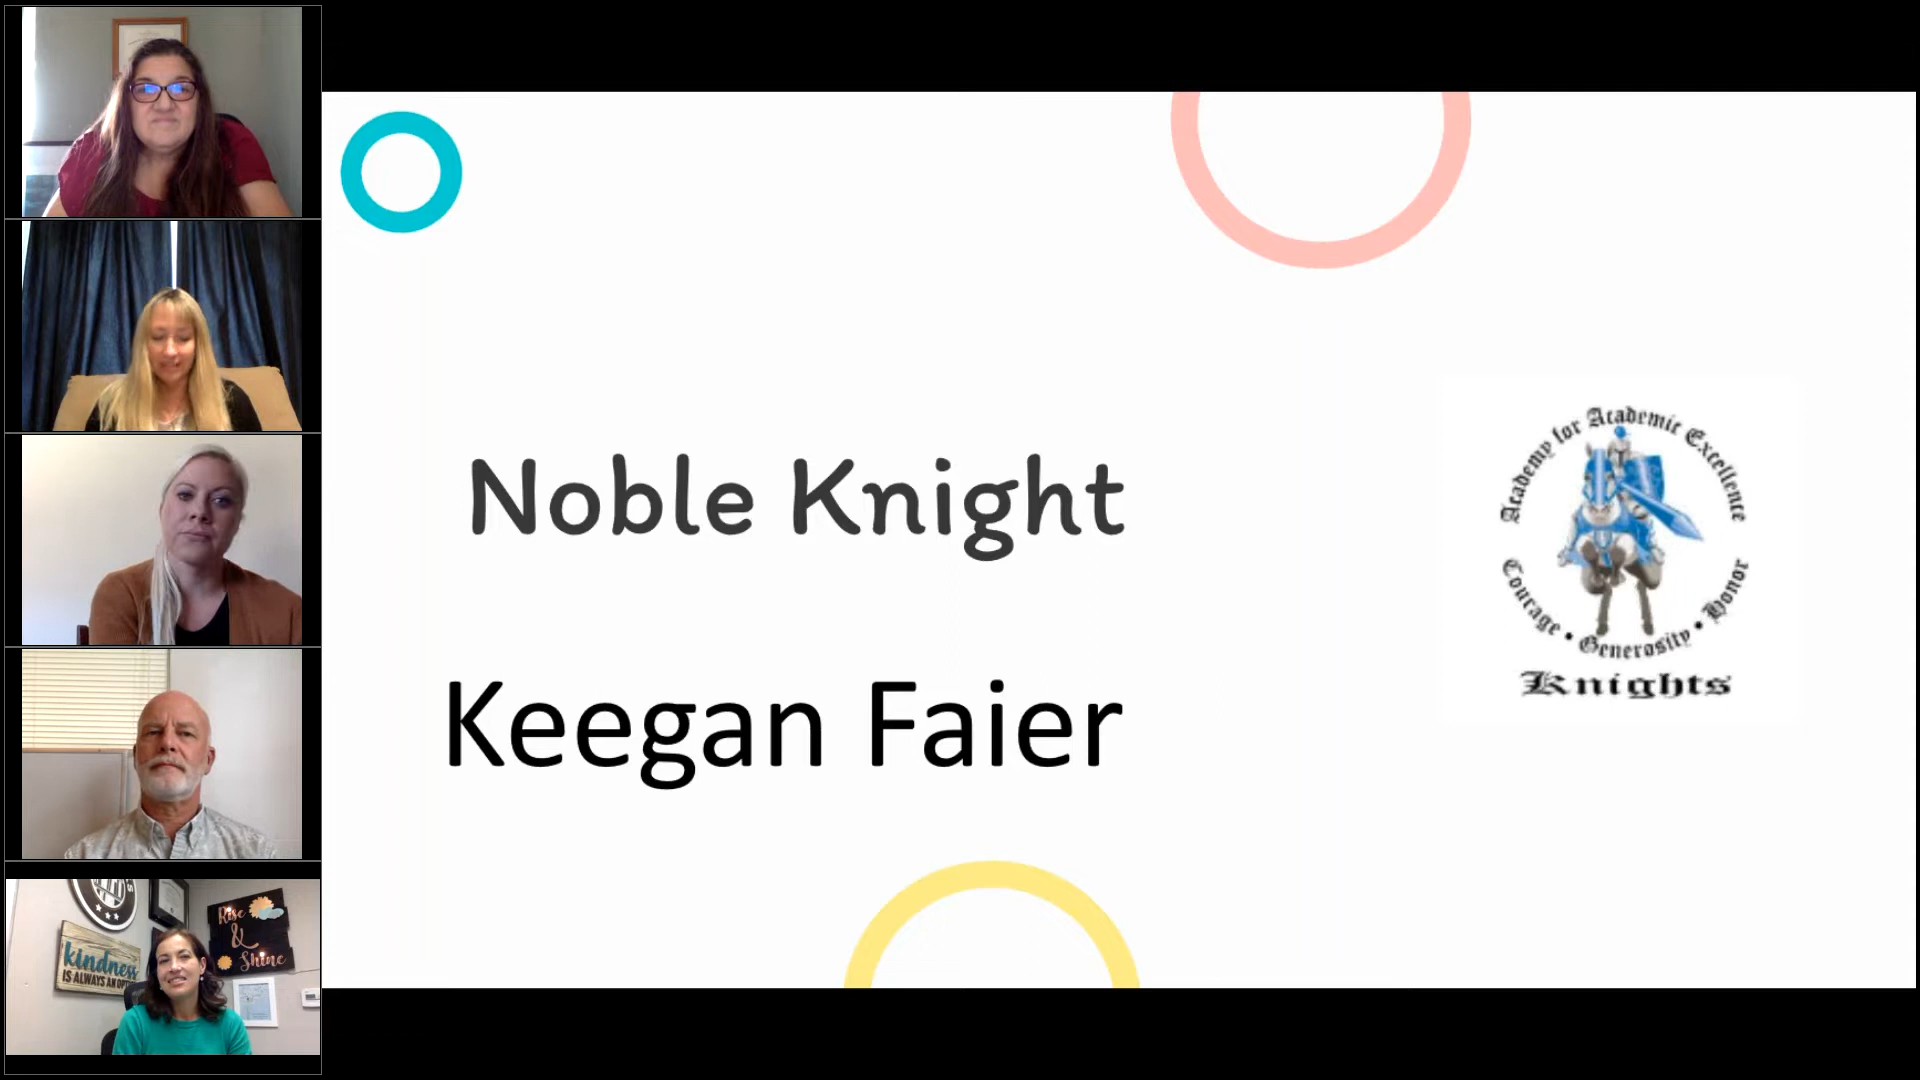 Noble Knight
Keegan Faier
Academy for Academic Excellence
Courage • Generosity • Honor
Knights
kindness
IS ALWAYS AN
Rise
&
Shine